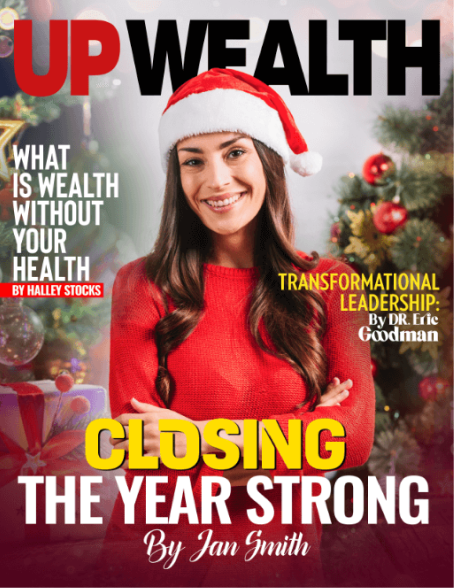 UPWEALTH
WHAT
IS WEALTH
WITHOUT
YOUR
HEALTH
BY HALLEY STOCKS
TRANSFORMATIONAL
LEADERSHIP:
By DR. Eric
Goodman
CLOSING
THE YEAR STRONG
By Jan Smith